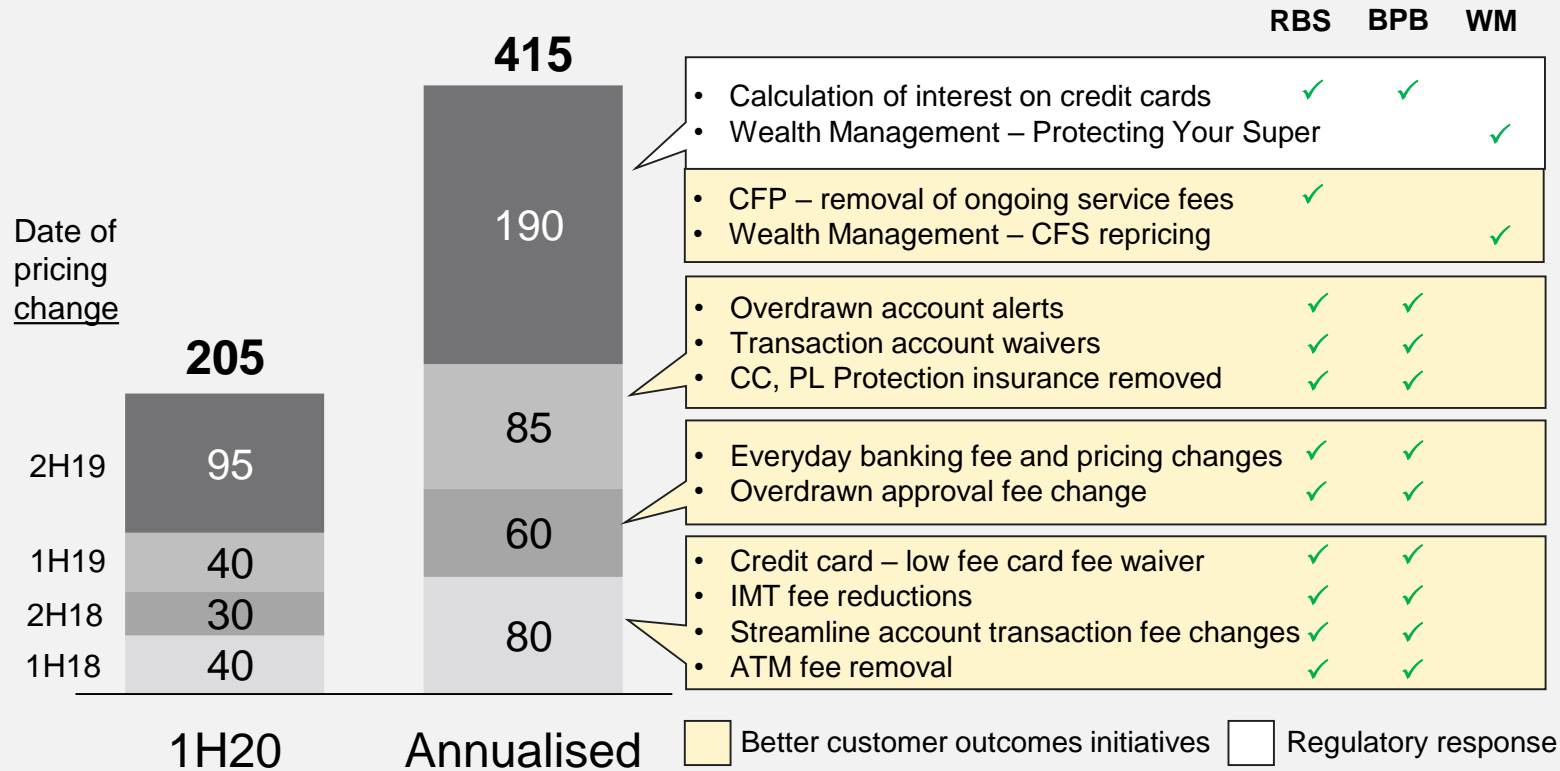 RBS BPB WM
415
• Calculation of interest on credit cards ✓ ✓
• Wealth Management – Protecting Your Super ✓
• CFP – removal of ongoing service fees ✓
• Wealth Management – CFS repricing ✓
190
Date of
pricing
change
• Overdrawn account alerts ✓ ✓
• Transaction account waivers ✓ ✓
• CC, PL Protection insurance removed ✓ ✓
205
85
2H19 95
• Everyday banking fee and pricing changes ✓ ✓
• Overdrawn approval fee change ✓ ✓
60
1H19 40
2H18 30
1H18 40
80
• Credit card – low fee card fee waiver ✓ ✓
• IMT fee reductions ✓ ✓
• Streamline account transaction fee changes ✓ ✓
• ATM fee removal ✓ ✓
1H20 Annualised
Better customer outcomes initiatives Regulatory response